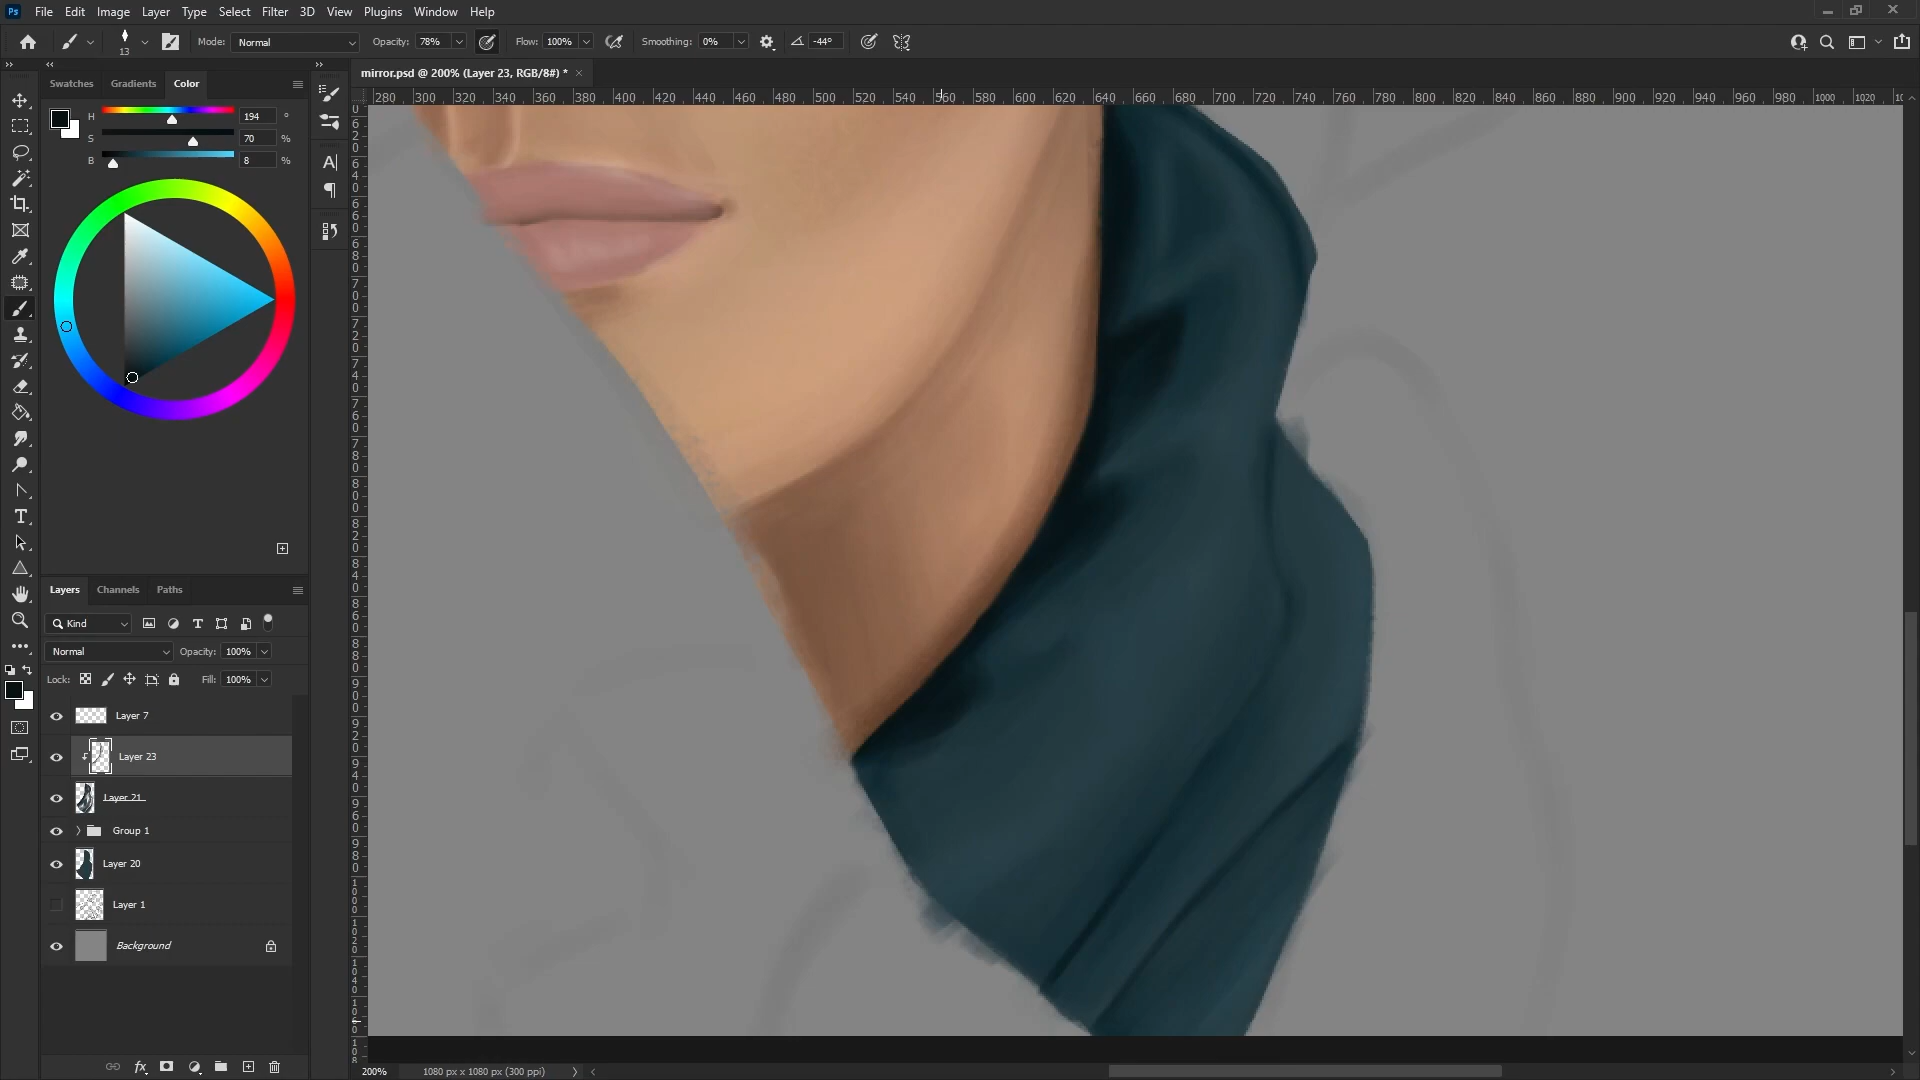 Ps File Edit Image Layer Type Select Filter 3D View Plugins Window Help
13 Mode: Normal Opacity: 78% Flow: 100% Smoothing: 0% -44°
mirror.psd @ 200% (Layer 23, RGB/8#) * ×
Swatches Gradients Color
280 300 320 340 360 380 400 420 440 460 480 500 520 540 560 580 600 620 640 660 680 700 720 740 760 780 800 820 840 860 880 900 920 940 960 980 1000 1020
H 194 °
S 70 %
B 8 %
Layers Channels Paths
Kind
Normal Opacity: 100%
Lock: Fill: 100%
Layer 7
Layer 23
Layer 21
Group 1
Layer 20
Layer 1
Background
fx
200% 1080 px x 1080 px (300 ppi)